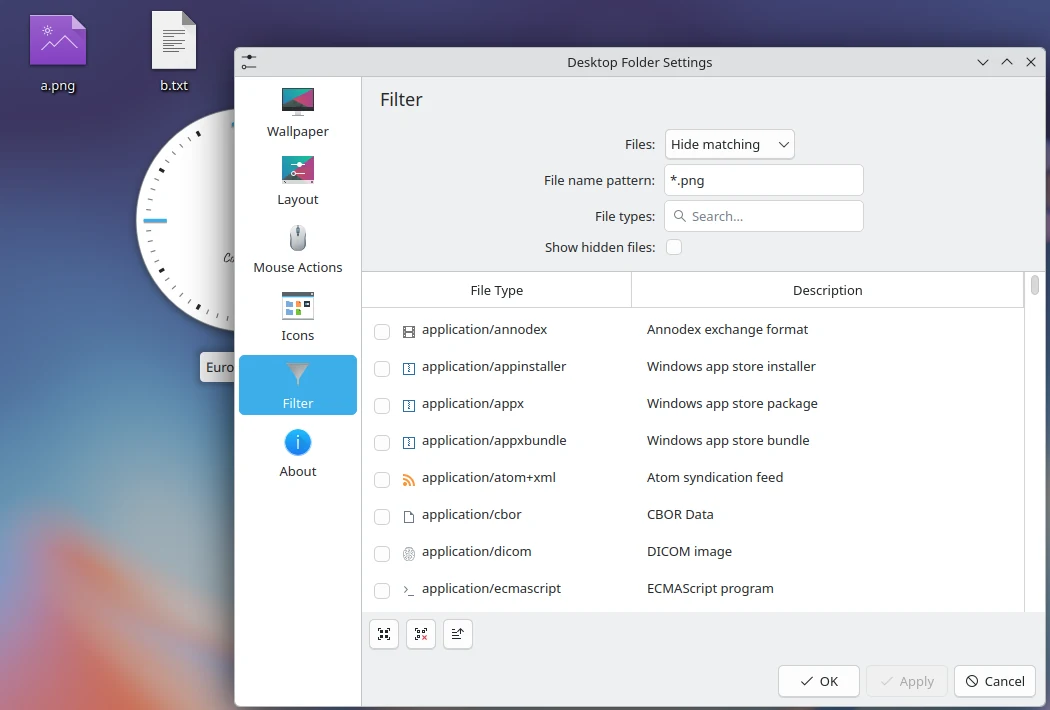 a.png
b.txt
Desktop Folder Settings
Wallpaper
Layout
Mouse Actions
Icons
Filter
About
Filter
Files: Hide matching
File name pattern: *.png
File types: Search...
Show hidden files:
File Type Description
application/annodex Annodex exchange format
application/appinstaller Windows app store installer
application/appx Windows app store package
application/appxbundle Windows app store bundle
application/atom+xml Atom syndication feed
application/cbor CBOR Data
application/dicom DICOM image
application/ecmascript ECMAScript program
OK Apply Cancel
Euro